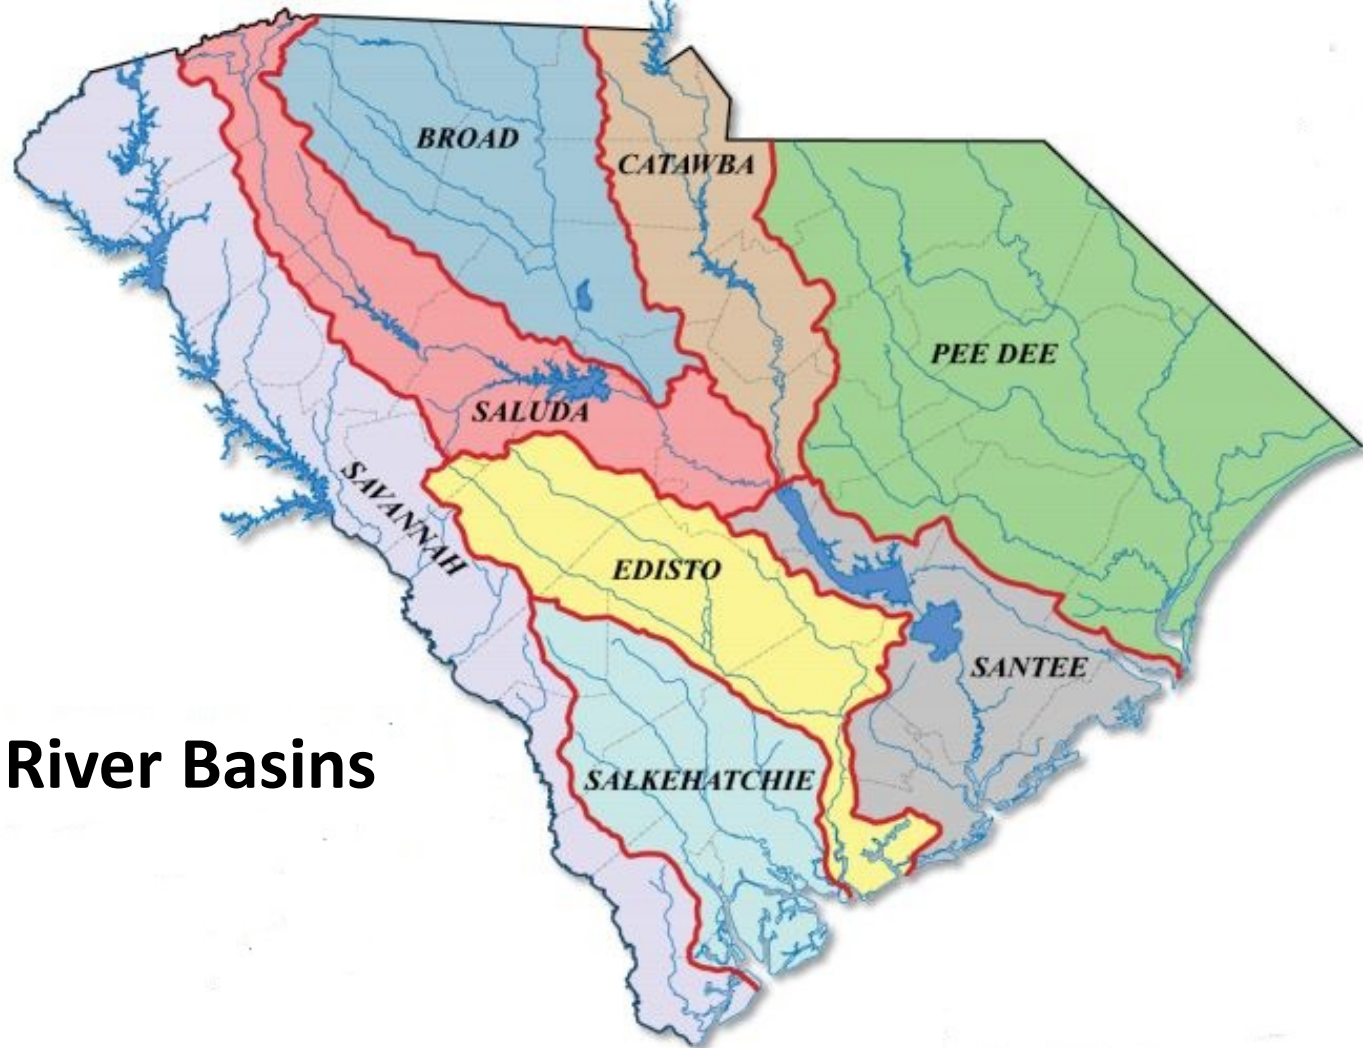 BROAD
CATAWBA
PEE DEE
SALUDA
SAVANNAH
EDISTO
SANTEE
River Basins
SALKEHATCHIE